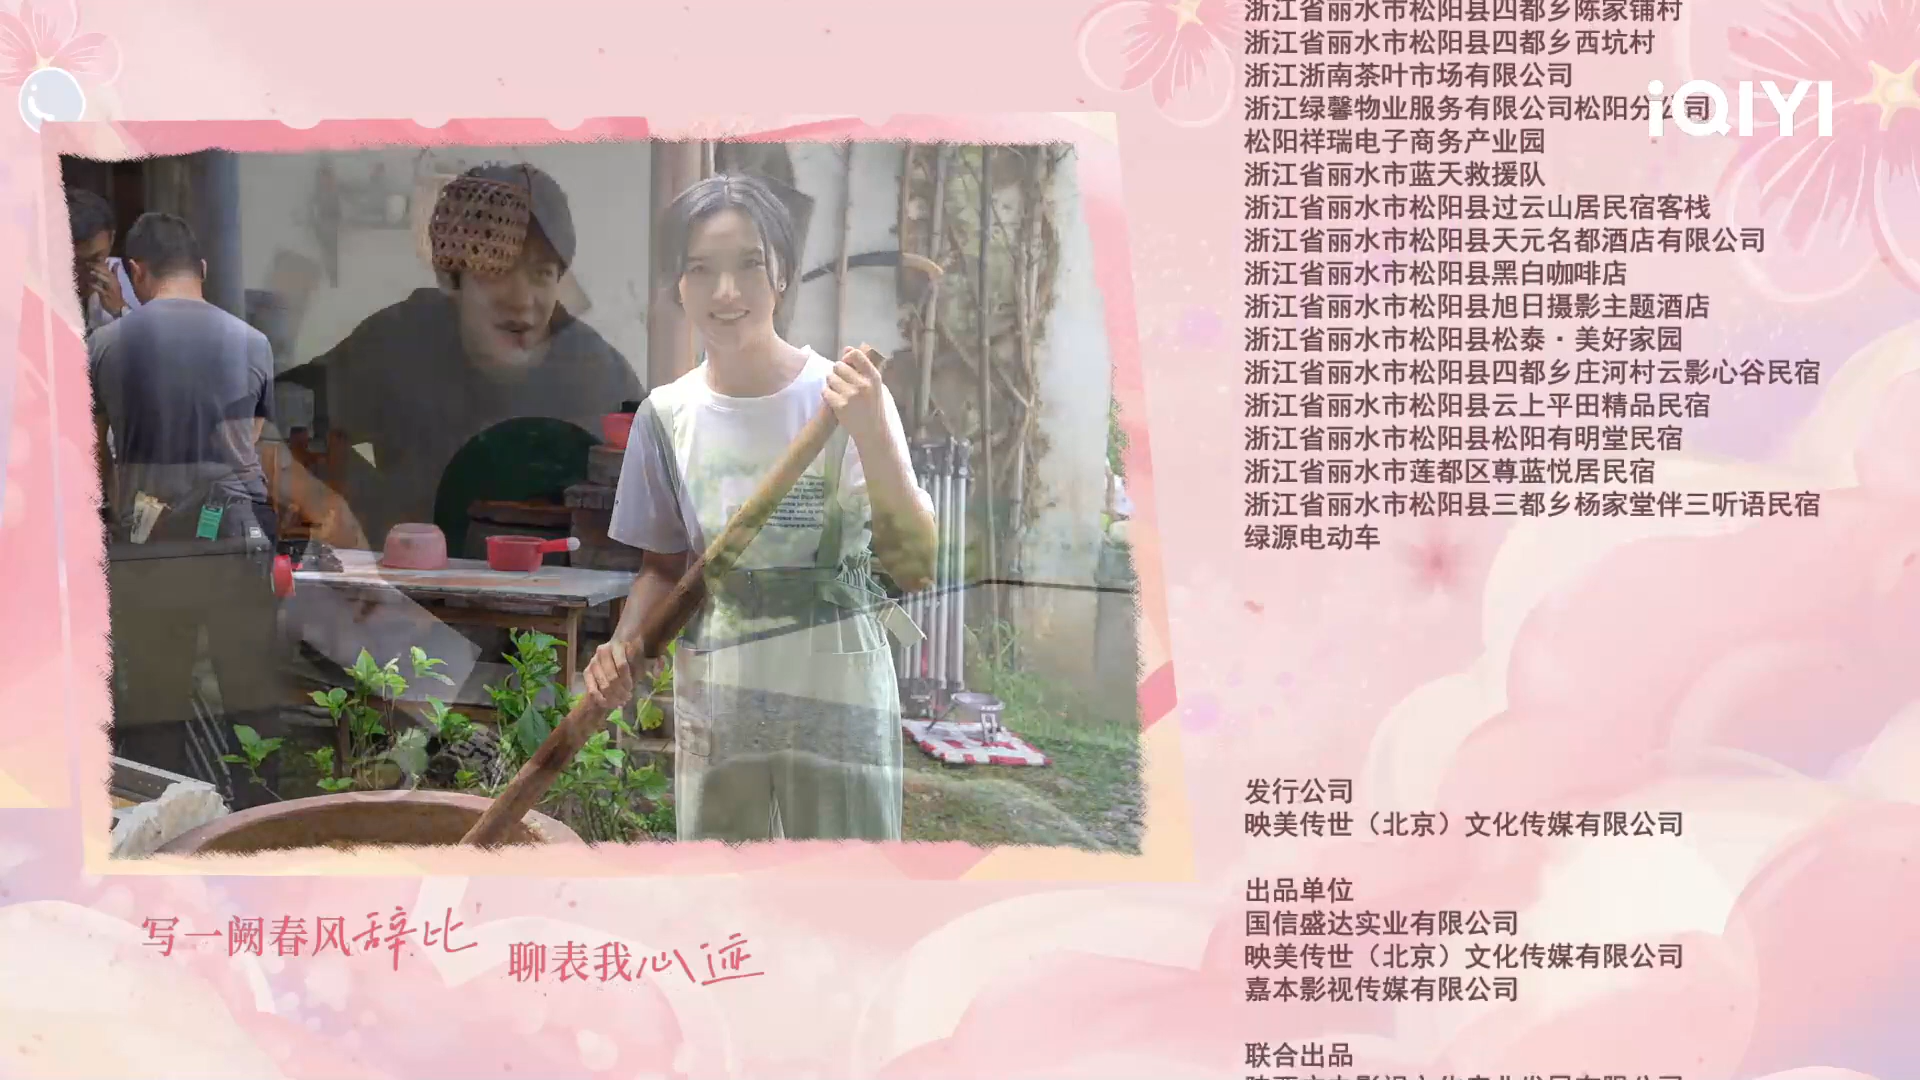 浙江省丽水市松阳县四都乡陈家铺村
浙江省丽水市松阳县四都乡西坑村
浙江浙南茶叶市场有限公司
浙江绿馨物业服务有限公司松阳分公司
iQIYI
松阳祥瑞电子商务产业园
浙江省丽水市蓝天救援队
浙江省丽水市松阳县过云山居民宿客栈
浙江省丽水市松阳县天元名都酒店有限公司
浙江省丽水市松阳县黑白咖啡店
浙江省丽水市松阳县旭日摄影主题酒店
浙江省丽水市松阳县松泰·美好家园
浙江省丽水市松阳县四都乡庄河村云影心谷民宿
浙江省丽水市松阳县云上平田精品民宿
浙江省丽水市松阳县松阳有明堂民宿
浙江省丽水市莲都区尊蓝悦居民宿
浙江省丽水市松阳县三都乡杨家堂伴三听语民宿
绿源电动车
发行公司
映美传世（北京）文化传媒有限公司
出品单位
国信盛达实业有限公司
映美传世（北京）文化传媒有限公司
嘉本影视传媒有限公司
联合出品
写一阙春风辞比
聊表我心迹